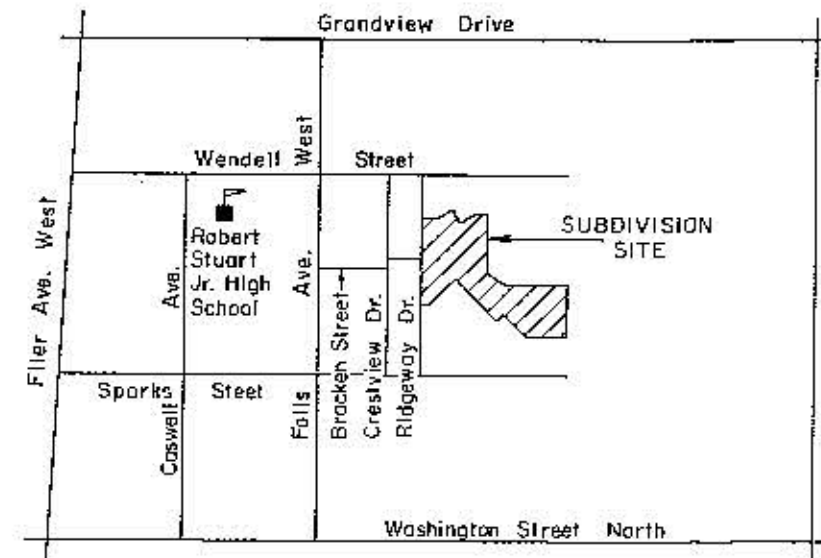 Grandview Drive
Wendell Street
Falls Ave. West
Filer Ave. West
Caswell Ave.
Robert
Stuart
Jr. High
School
SUBDIVISION
SITE
Bracken Street
Crestview Dr.
Ridgeway Dr.
Sparks Steet
Washington Street North